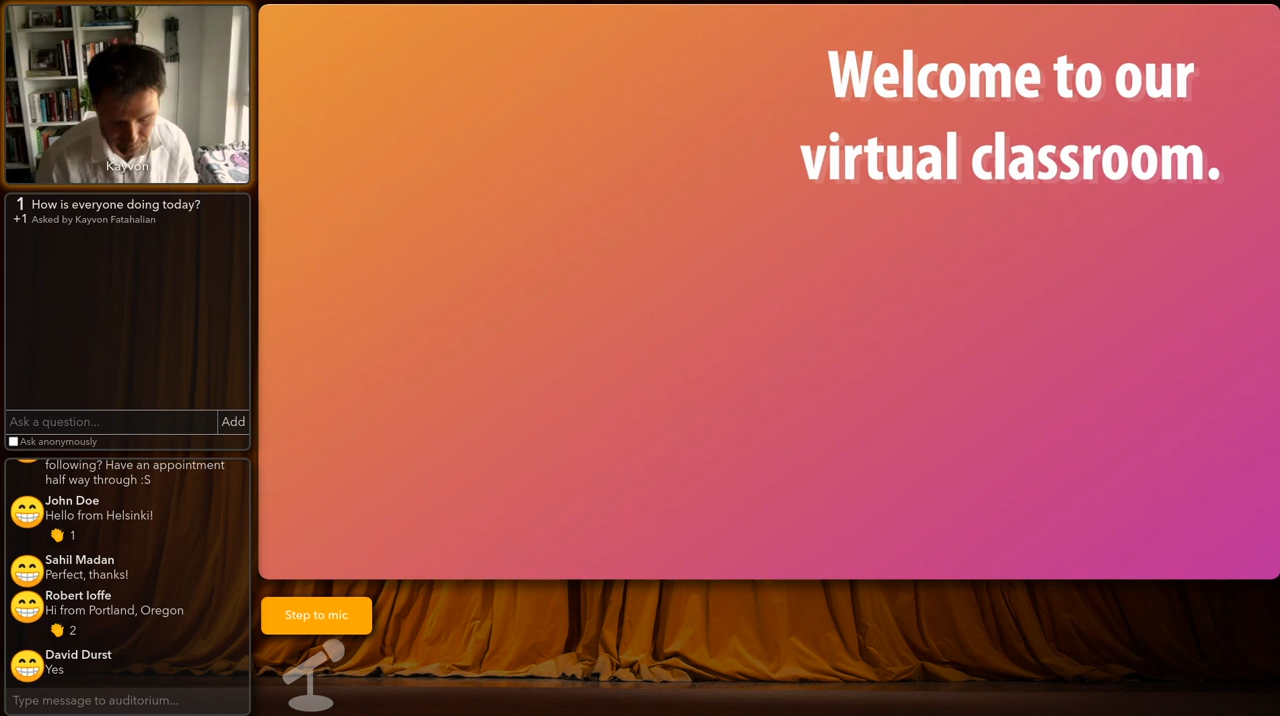 Kayvon
1 How is everyone doing today?
+1 Asked by Kayvon Fatahalian
Ask a question... Add
Ask anonymously
following? Have an appointment
half way through :S
John Doe
Hello from Helsinki!
👏 1
Sahil Madan
Perfect, thanks!
Robert Ioffe
Hi from Portland, Oregon
👏 2
David Durst
Yes
Type message to auditorium...
Welcome to our
virtual classroom.
Step to mic